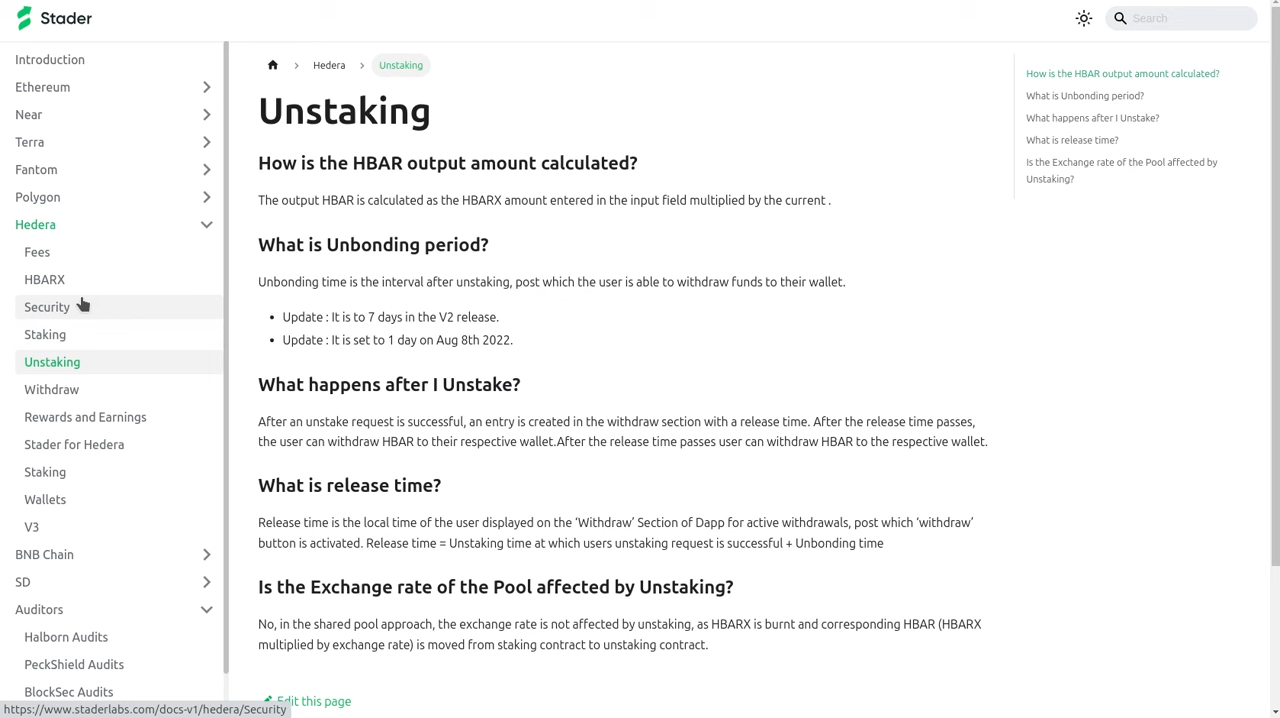 Stader
Search
Introduction
Ethereum
Near
Terra
Fantom
Polygon
Hedera
Fees
HBARX
Security
Staking
Unstaking
Withdraw
Rewards and Earnings
Stader for Hedera
Staking
Wallets
V3
BNB Chain
SD
Auditors
Halborn Audits
PeckShield Audits
BlockSec Audits
https://www.staderlabs.com/docs-v1/hedera/Security
Hedera
Unstaking
Unstaking
How is the HBAR output amount calculated?
The output HBAR is calculated as the HBARX amount entered in the input field multiplied by the current .
What is Unbonding period?
Unbonding time is the interval after unstaking, post which the user is able to withdraw funds to their wallet.
Update : It is to 7 days in the V2 release.
Update : It is set to 1 day on Aug 8th 2022.
What happens after I Unstake?
After an unstake request is successful, an entry is created in the withdraw section with a release time. After the release time passes,
the user can withdraw HBAR to their respective wallet.After the release time passes user can withdraw HBAR to the respective wallet.
What is release time?
Release time is the local time of the user displayed on the ‘Withdraw’ Section of Dapp for active withdrawals, post which ‘withdraw’
button is activated. Release time = Unstaking time at which users unstaking request is successful + Unbonding time
Is the Exchange rate of the Pool affected by Unstaking?
No, in the shared pool approach, the exchange rate is not affected by unstaking, as HBARX is burnt and corresponding HBAR (HBARX
multiplied by exchange rate) is moved from staking contract to unstaking contract.
Edit this page
How is the HBAR output amount calculated?
What is Unbonding period?
What happens after I Unstake?
What is release time?
Is the Exchange rate of the Pool affected by
Unstaking?